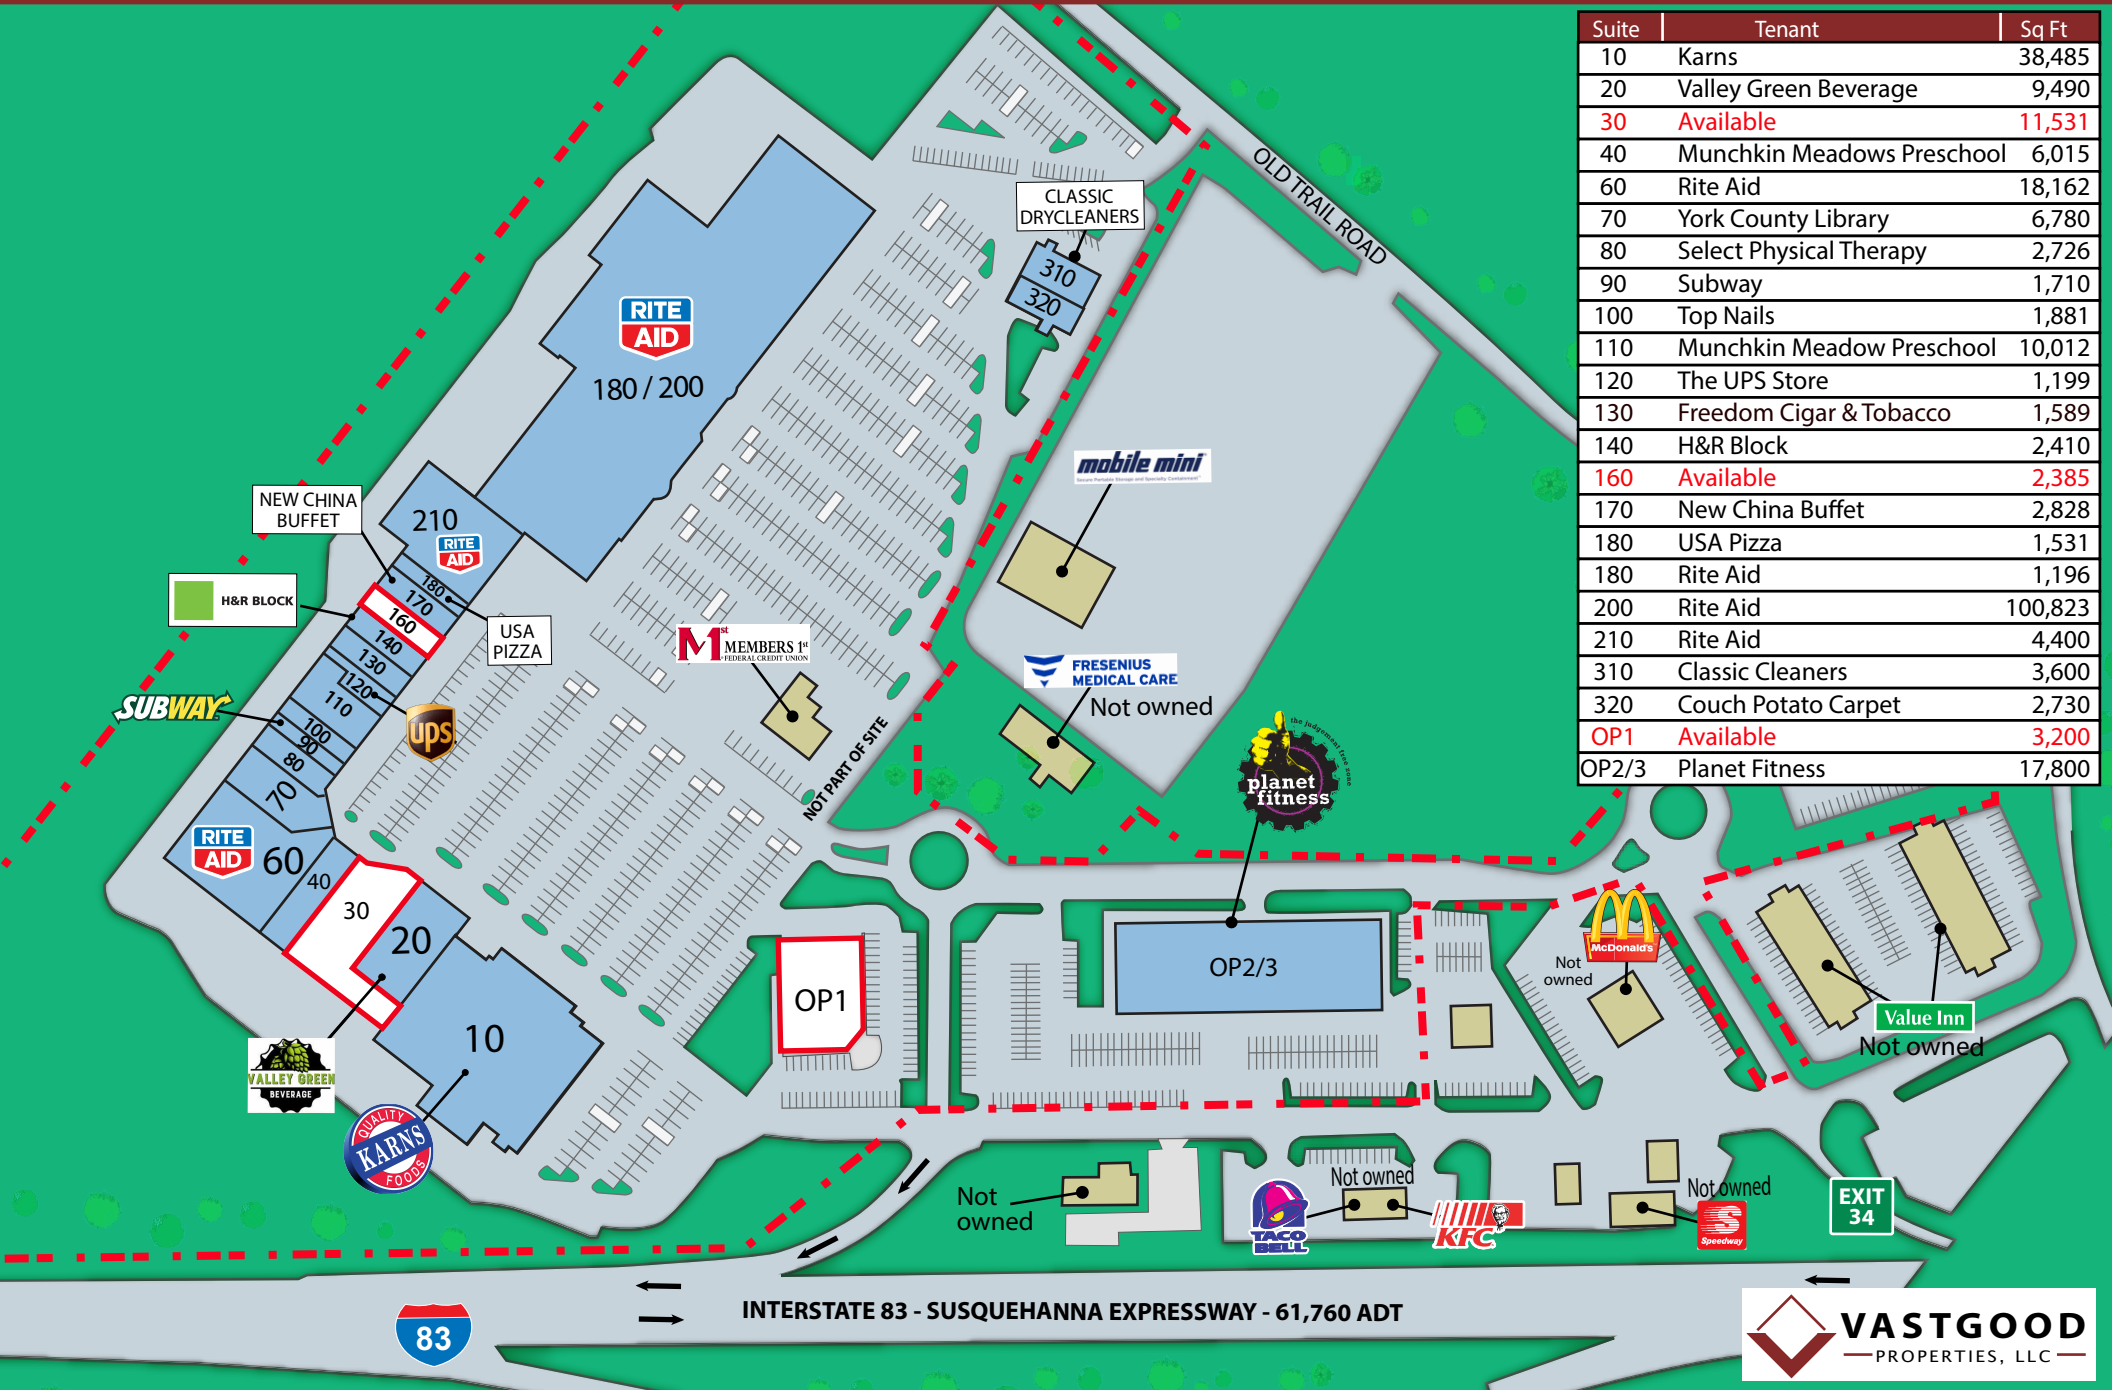 Suite Tenant Sq Ft
10 Karns 38,485
20 Valley Green Beverage 9,490
30 Available 11,531
40 Munchkin Meadows Preschool 6,015
60 Rite Aid 18,162
70 York County Library 6,780
80 Select Physical Therapy 2,726
90 Subway 1,710
100 Top Nails 1,881
110 Munchkin Meadow Preschool 10,012
120 The UPS Store 1,199
130 Freedom Cigar & Tobacco 1,589
140 H&R Block 2,410
160 Available 2,385
170 New China Buffet 2,828
180 USA Pizza 1,531
180 Rite Aid 1,196
200 Rite Aid 100,823
210 Rite Aid 4,400
310 Classic Cleaners 3,600
320 Couch Potato Carpet 2,730
OP1 Available 3,200
OP2/3 Planet Fitness 17,800
OLD TRAIL ROAD
CLASSIC
DRYCLEANERS
310
320
RITE
AID
180 / 200
mobile mini
Secure Portable Storage and Specialty Containment
NEW CHINA
BUFFET
210
RITE
AID
H&R BLOCK
180
170
160
140
130
120
110
100
90
80
70
USA
PIZZA
M1st
MEMBERS 1st
FEDERAL CREDIT UNION
FRESENIUS
MEDICAL CARE
Not owned
SUBWAY
ups
NOT PART OF SITE
the judgement free zone
planet
fitness
RITE
AID
60
40
30
20
10
OP1
OP2/3
McDonald's
Not
owned
Value Inn
Not owned
VALLEY GREEN
BEVERAGE
QUALITY
KARNS
FOODS
Not
owned
Not owned
TACO
BELL
KFC
Not owned
S
Speedway
EXIT
34
INTERSTATE 83 - SUSQUEHANNA EXPRESSWAY - 61,760 ADT
83
VASTGOOD
PROPERTIES, LLC